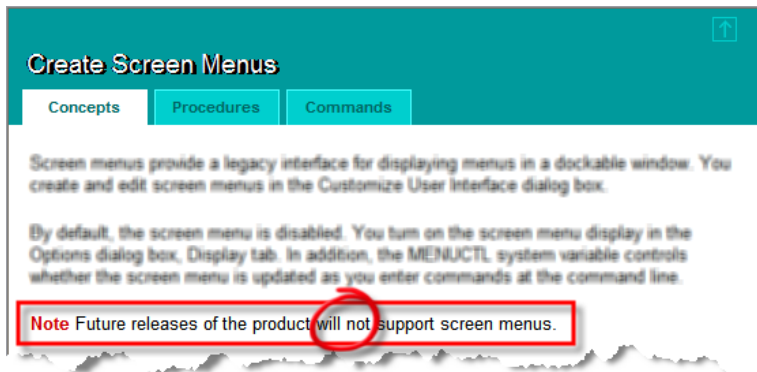 Create Screen Menus
Concepts
Procedures
Commands
Screen menus provide a legacy interface for displaying menus in a dockable window. You
create and edit screen menus in the Customize User Interface dialog box.
By default, the screen menu is disabled. You turn on the screen menu display in the
Options dialog box, Display tab. In addition, the MENUCTL system variable controls
whether the screen menu is updated as you enter commands at the command line.
Note Future releases of the product will not support screen menus.